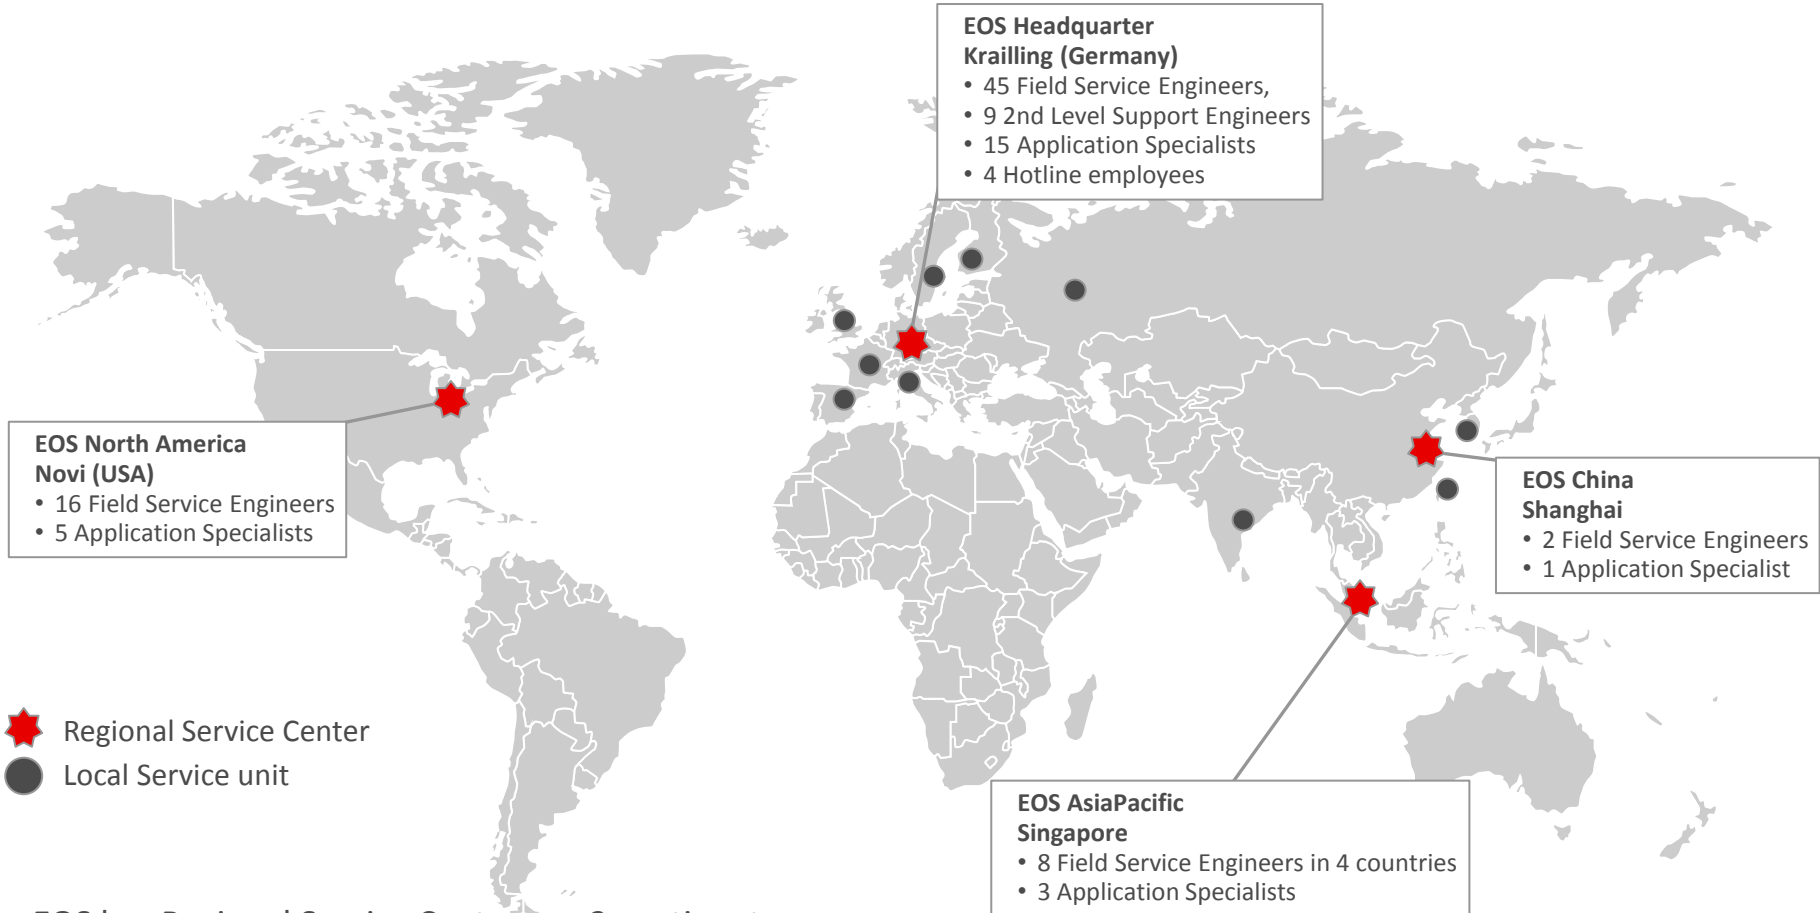 EOS Headquarter
Krailling (Germany)
• 45 Field Service Engineers,
• 9 2nd Level Support Engineers
• 15 Application Specialists
• 4 Hotline employees
EOS North America
Novi (USA)
• 16 Field Service Engineers
• 5 Application Specialists
EOS China
Shanghai
• 2 Field Service Engineers
• 1 Application Specialist
Regional Service Center
Local Service unit
EOS AsiaPacific
Singapore
• 8 Field Service Engineers in 4 countries
• 3 Application Specialists